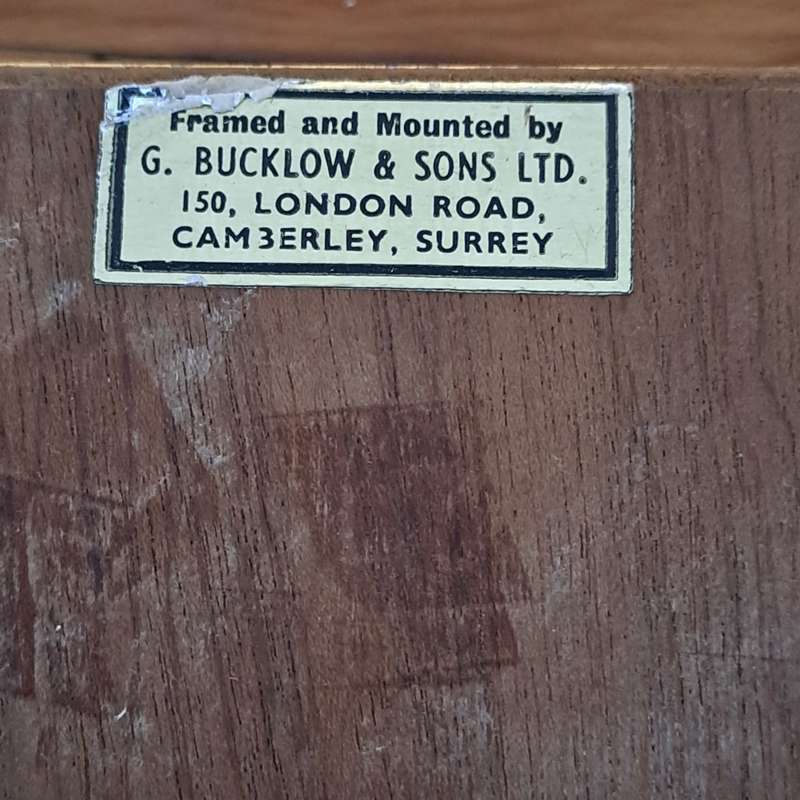 Framed and Mounted by
G. BUCKLOW & SONS LTD.
150, LONDON ROAD,
CAMBERLEY, SURREY